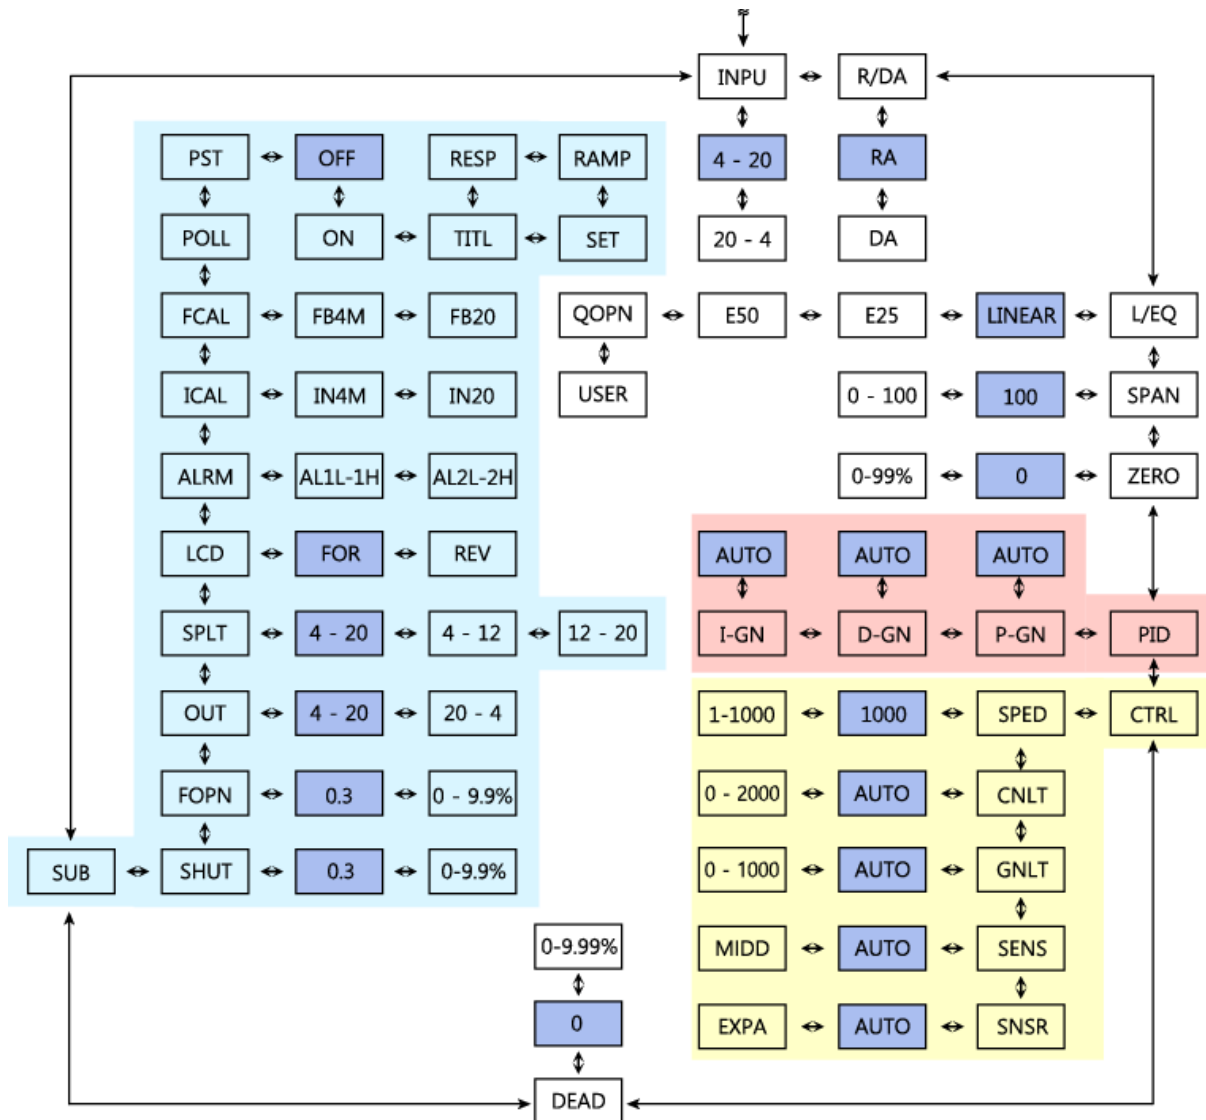 INPU R/DA
PST OFF RESP RAMP 4 - 20 RA
POLL ON TITL SET 20 - 4 DA
FCAL FB4M FB20 QOPN E50 E25 LINEAR L/EQ
ICAL IN4M IN20 USER 0 - 100 100 SPAN
ALRM AL1L-1H AL2L-2H 0-99% 0 ZERO
LCD FOR REV AUTO AUTO AUTO
SPLT 4 - 20 4 - 12 12 - 20 I-GN D-GN P-GN PID
OUT 4 - 20 20 - 4 1-1000 1000 SPED CTRL
FOPN 0.3 0 - 9.9% 0 - 2000 AUTO CNLT
SUB SHUT 0.3 0-9.9% 0 - 1000 AUTO GNLT
0-9.99% MIDD AUTO SENS
0 EXPA AUTO SNSR
DEAD